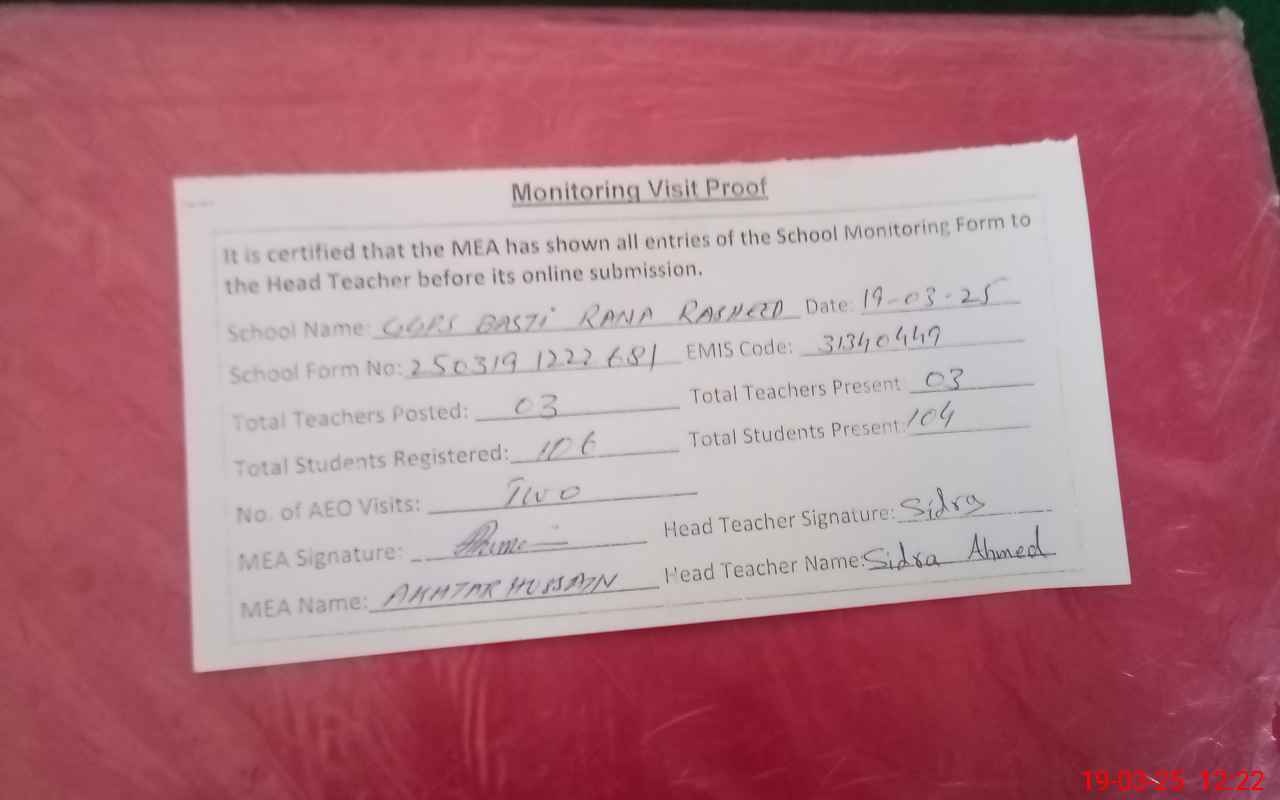 Monitoring Visit Proof
It is certified that the MEA has shown all entries of the School Monitoring Form to
the Head Teacher before its online submission.
School Name: GGPS BASTI RANA RASHEED Date: 19-03-25
School Form No: 250319 1222 681 EMIS Code: 31340449
Total Teachers Posted: 03 Total Teachers Present 03
Total Students Registered: 106 Total Students Present: 104
No. of AEO Visits: Two
MEA Signature: Head Teacher Signature: Sidra
MEA Name: AKHTAR HUSSAIN Head Teacher Name: Sidra Ahmed
19-03-25 12:22